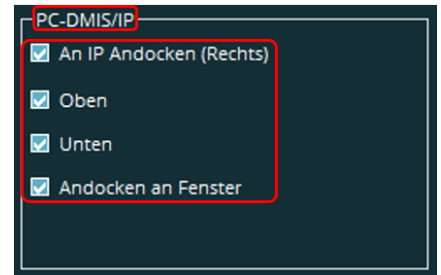 PC-DMIS/IP
An IP Andocken (Rechts)
Oben
Unten
Andocken an Fenster